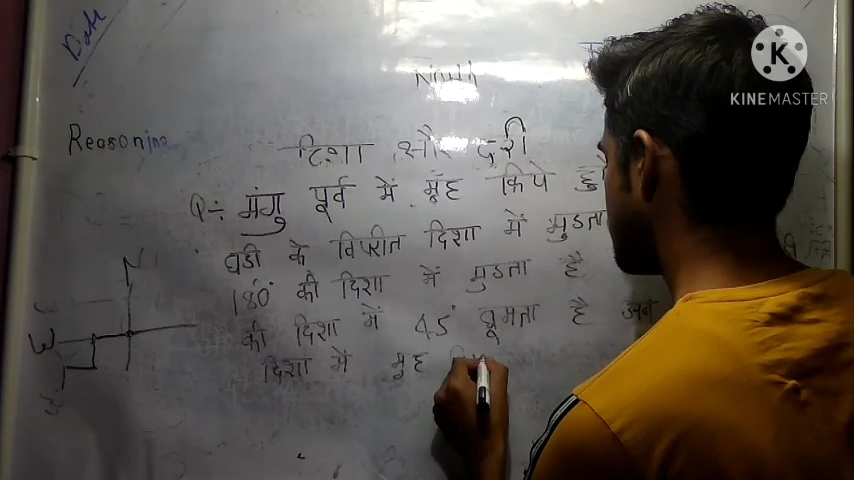 Date
KINEMASTER
Reasoning
दिशा और दूरी
Q ÷ मंगु पूर्व में मुंह किये हुए
घडी के विपरीत दिशा में मुडता
180° की दिशा में मुडता है
की दिशा में 45° घूमता है अब
दिशा में मुह
N
W